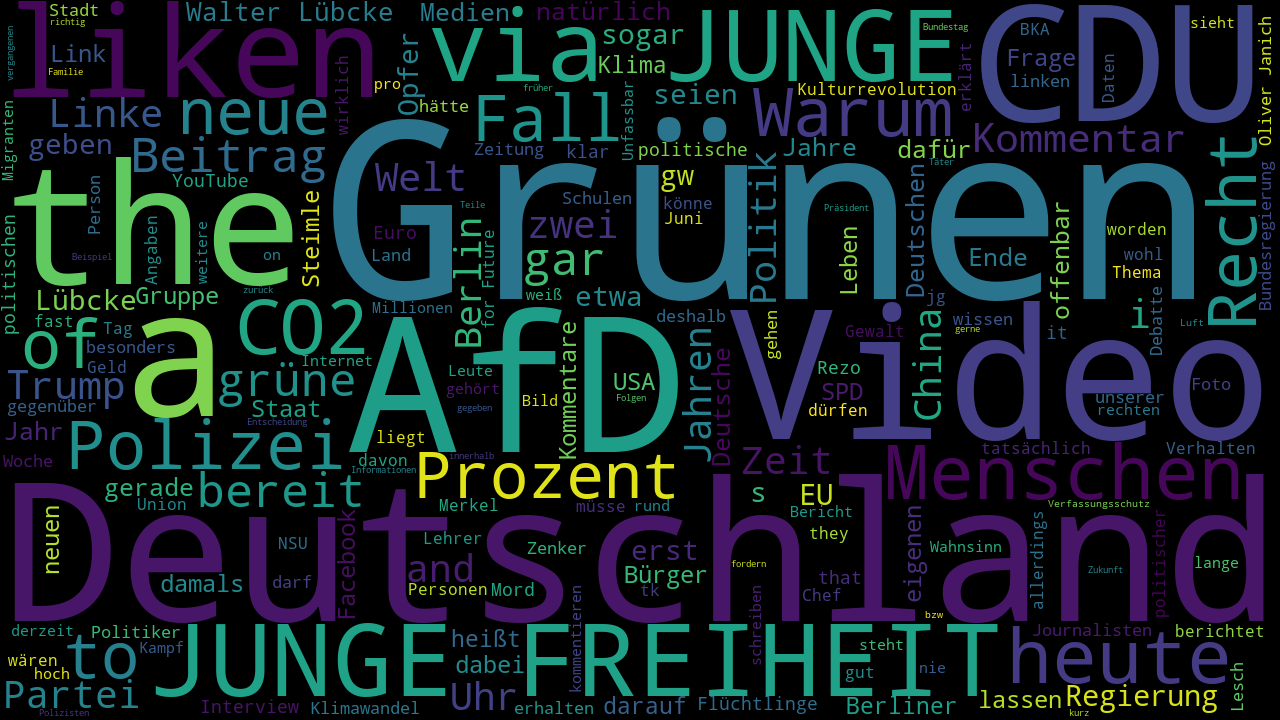 vergangenen
Stadt
richtig
liken
Walter Lübcke
Medien
natürlich
via
JUNGE
Bundestag
CDU
BKA
sieht
Oliver Janich
Link
Familie
wirklich
pro
Opfer
sogar
Klima
Frage
linken
Daten
erklärt
Kulturrevolution
Linke
neue
hätte
früher
Fall
Unfassbar
seien
Warum
Kommentar
Migranten
geben
Beitrag
Zeitung
klar
politische
Jahre
dafür
Täter
Recht
Bundesregierung
the
YouTube
Person
Grünen
Welt
gw
Schulen
könne
Juni
Politik
Präsident
Deutschen
worden
Steimle
Angaben
weitere
Euro
Land
Teile
zwei
Leben
Ende
offenbar
wohl
Thema
politischen
Beispiel
on
Berlin
for Future
gar
weiß
etwa
jg
Debatte
Lübcke
Gruppe
zurück
Millionen
deshalb
gehen
Gewalt
wissen
gerne
it
i
Luft
of
fast
Tag
besonders
Geld
a
CO2
Internet
AfD
Leute
gehört
gegeben
Kommentare
USA
Folgen
Jahren
Deutsche
Video
Rezo
SPD
dürfen
China
Foto
unserer
rechten
Trump
gegenüber
grüne
Staat
Entscheidung
Bild
Jahr
Woche
Polizei
liegt
davon
innerhalb
Informationen
Prozent
Zeit
tatsächlich
Verhalten
Menschen
gerade
Union
bereit
Merkel
müsse
rund
s
EU
Bericht
they
Verfassungsschutz
neuen
Deutschland
NSU
Facebook
Lehrer
Zenker
erst
eigenen
Wahnsinn
allerdings
politischer
lange
damals
darf
and
Personen
Mord
Bürger
tk
fordern
that
Chef
Zukunft
bzw
derzeit
Politiker
Kampf
JUNGE FREIHEIT
heißt
dabei
kommentieren
schreiben
steht
gut
nie
heute
Journalisten
berichtet
wären
hoch
to
Partei
Polizisten
Interview
Klimawandel
Uhr
erhalten
darauf
Flüchtlinge
Berliner
lassen
Regierung
kurz
Lesch